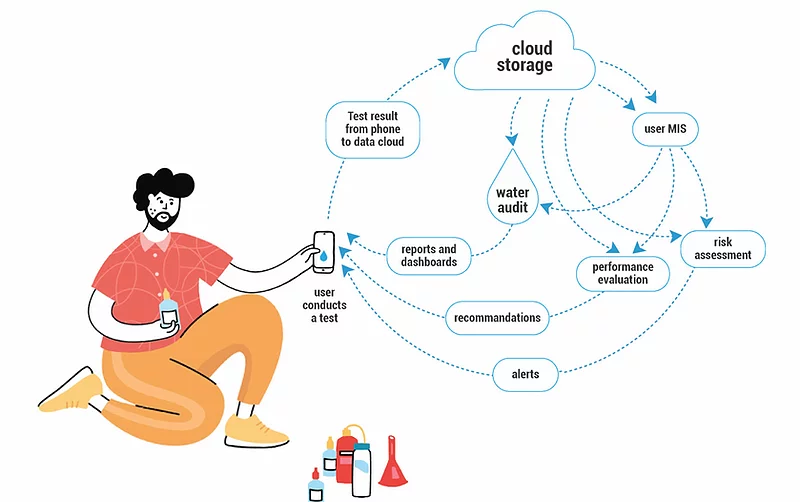 cloud
storage
Test result
from phone
to data cloud
user MIS
water
audit
reports and
dashboards
risk
assessment
performance
evaluation
user
conducts
a test
recommandations
alerts